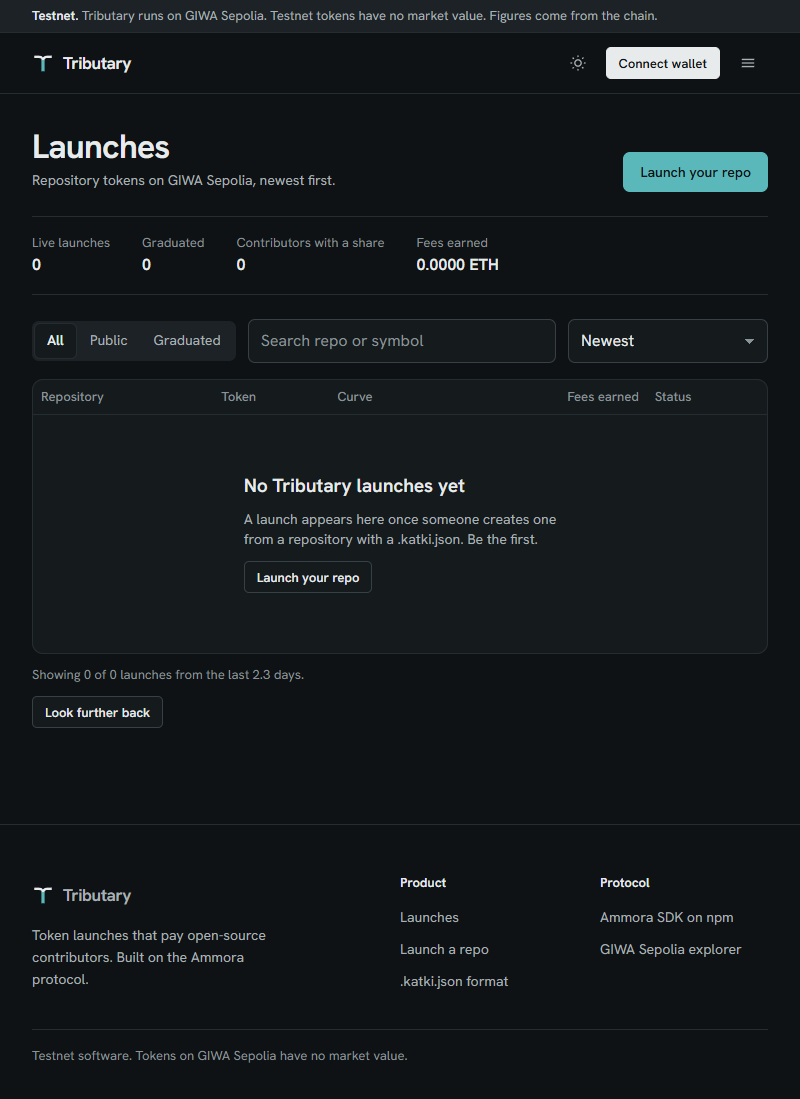 Testnet. Tributary runs on GIWA Sepolia. Testnet tokens have no market value. Figures come from the chain.
Tributary
Connect wallet
Launches
Repository tokens on GIWA Sepolia, newest first.
Launch your repo
Live launches
0
Graduated
0
Contributors with a share
0
Fees earned
0.0000 ETH
All
Public
Graduated
Search repo or symbol
Newest
Repository Token Curve Fees earned Status
No Tributary launches yet
A launch appears here once someone creates one
from a repository with a .katki.json. Be the first.
Launch your repo
Showing 0 of 0 launches from the last 2.3 days.
Look further back
Tributary
Token launches that pay open-source
contributors. Built on the Ammora
protocol.
Product
Launches
Launch a repo
.katki.json format
Protocol
Ammora SDK on npm
GIWA Sepolia explorer
Testnet software. Tokens on GIWA Sepolia have no market value.